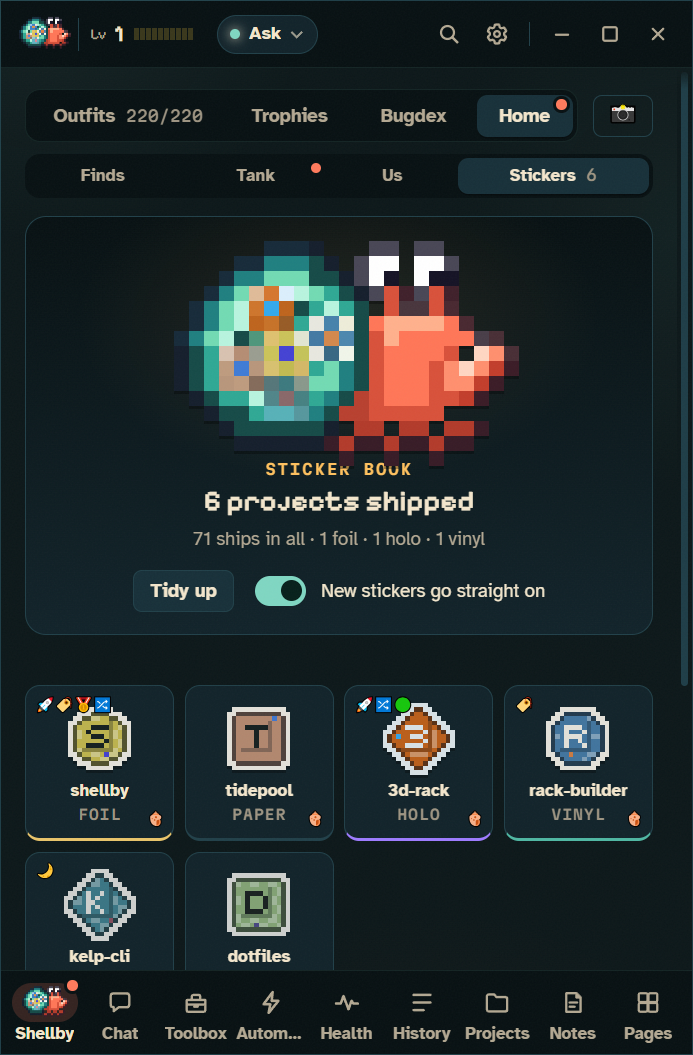 Lv 1
Ask
Outfits 220/220
Trophies
Bugdex
Home
Finds
Tank
Us
Stickers 6
STICKER BOOK
6 projects shipped
71 ships in all · 1 foil · 1 holo · 1 vinyl
Tidy up
New stickers go straight on
S
shellby
FOIL
T
tidepool
PAPER
3
3d-rack
HOLO
R
rack-builder
VINYL
K
kelp-cli
D
dotfiles
Shellby
Chat
Toolbox
Autom...
Health
History
Projects
Notes
Pages